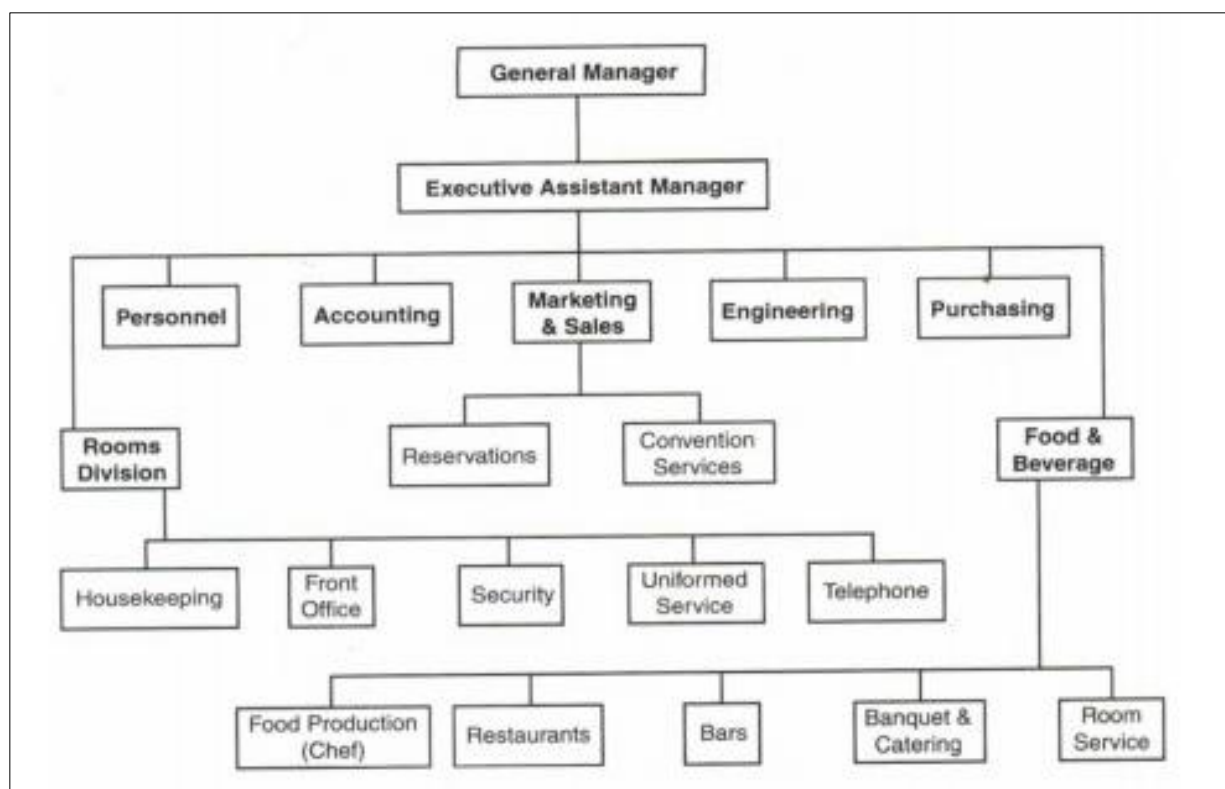 General Manager
Executive Assistant Manager
Personnel
Accounting
Marketing
& Sales
Engineering
Purchasing
Rooms
Division
Reservations
Convention
Services
Food &
Beverage
Housekeeping
Front
Office
Security
Uniformed
Service
Telephone
Food Production
(Chef)
Restaurants
Bars
Banquet &
Catering
Room
Service